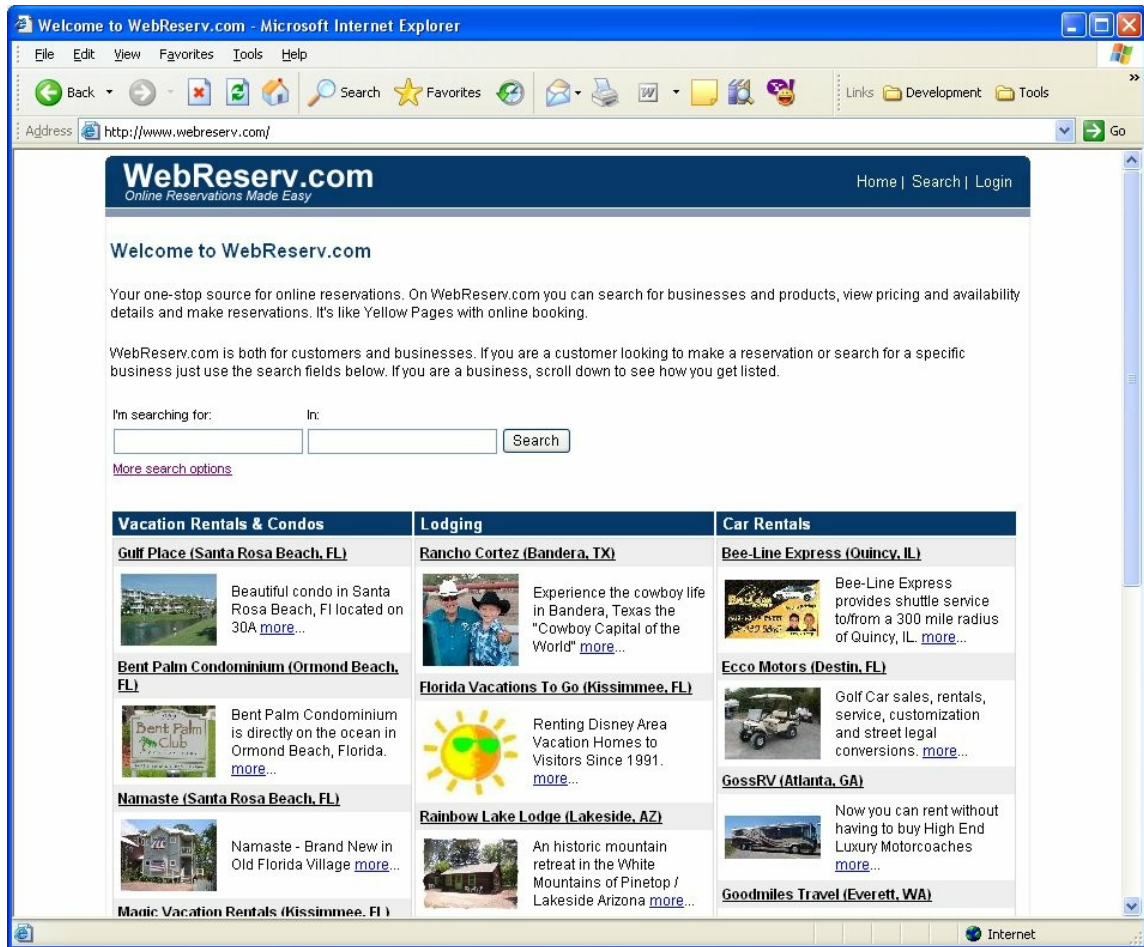 Welcome to WebReserv.com - Microsoft Internet Explorer
File Edit View Favorites Tools Help
Back Search Favorites Links Development Tools
Address http://www.webreserv.com/ Go
WebReserv.com
Online Reservations Made Easy
Home | Search | Login
Welcome to WebReserv.com
Your one-stop source for online reservations. On WebReserv.com you can search for businesses and products, view pricing and availability
details and make reservations. It's like Yellow Pages with online booking.
WebReserv.com is both for customers and businesses. If you are a customer looking to make a reservation or search for a specific
business just use the search fields below. If you are a business, scroll down to see how you get listed.
I'm searching for: In:
Search
More search options
Vacation Rentals & Condos
Gulf Place (Santa Rosa Beach, FL)
Beautiful condo in Santa
Rosa Beach, Fl located on
30A more...
Bent Palm Condominium (Ormond Beach,
FL)
Bent Palm
Club
Bent Palm Condominium
is directly on the ocean in
Ormond Beach, Florida.
more...
Namaste (Santa Rosa Beach, FL)
Namaste - Brand New in
Old Florida Village more...
Magic Vacation Rentals (Kissimmee, FL)
Lodging
Rancho Cortez (Bandera, TX)
Experience the cowboy life
in Bandera, Texas the
"Cowboy Capital of the
World" more...
Florida Vacations To Go (Kissimmee, FL)
Renting Disney Area
Vacation Homes to
Visitors Since 1991.
more...
Rainbow Lake Lodge (Lakeside, AZ)
An historic mountain
retreat in the White
Mountains of Pinetop /
Lakeside Arizona more...
Car Rentals
Bee-Line Express (Quincy, IL)
Bee-Line Express
provides shuttle service
to/from a 300 mile radius
of Quincy, IL. more...
Ecco Motors (Destin, FL)
Golf Car sales, rentals,
service, customization
and street legal
conversions. more...
GossRV (Atlanta, GA)
Now you can rent without
having to buy High End
Luxury Motorcoaches
more...
Goodmiles Travel (Everett, WA)
Internet